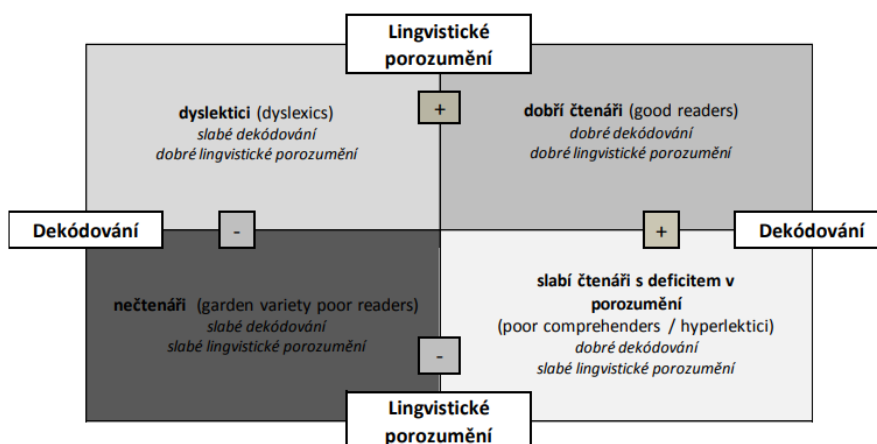 Lingvistické
porozumění
dyslektici (dyslexics)
slabé dekódování
dobré lingvistické porozumění
+
dobří čtenáři (good readers)
dobré dekódování
dobré lingvistické porozumění
Dekódování
-
+
Dekódování
nečtenáři (garden variety poor readers)
slabé dekódování
slabé lingvistické porozumění
-
slabí čtenáři s deficitem v
porozumění
(poor comprehenders / hyperlektici)
dobré dekódování
slabé lingvistické porozumění
Lingvistické
porozumění